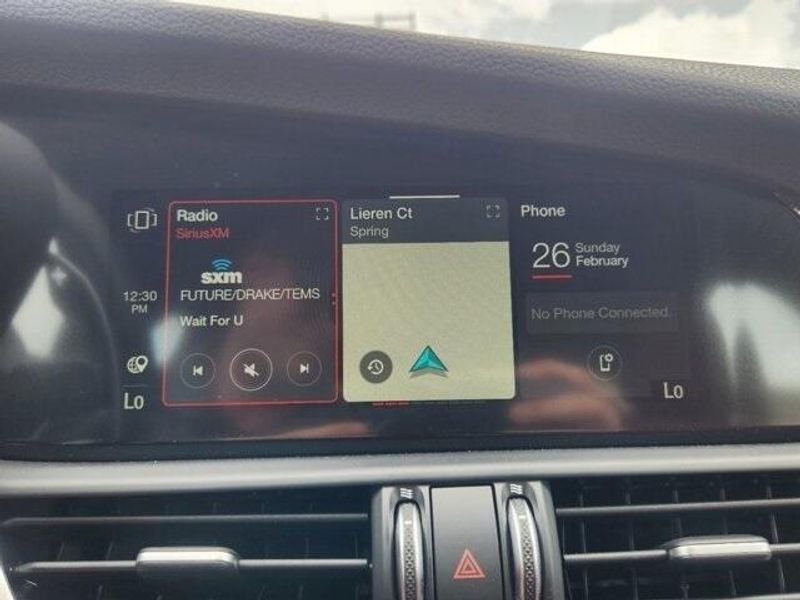 Radio
SiriusXM
sxm
FUTURE/DRAKE/TEMS
Wait For U
12:30
PM
Lo
Lieren Ct
Spring
Phone
26
Sunday
February
No Phone Connected.
Lo